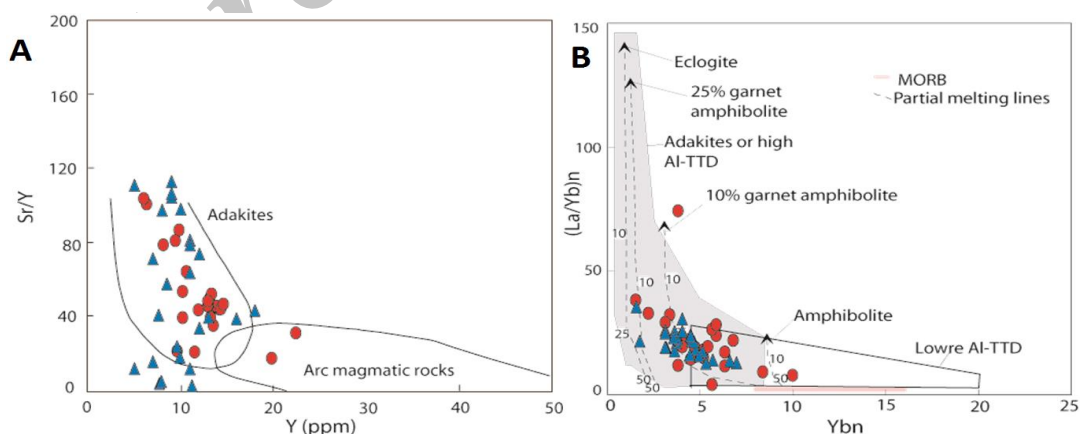 A
200
160
120
80
40
0
Sr/Y
Adakites
Arc magmatic rocks
0
10
20
30
40
50
Y (ppm)
B
150
100
50
0
(La/Yb)n
Eclogite
25% garnet
amphibolite
Adakites or high
Al-TTD
10% garnet amphibolite
MORB
Partial melting lines
Amphibolite
Lowre Al-TTD
10
10
10
25
50
50
10
50
0
5
10
15
20
25
Ybn